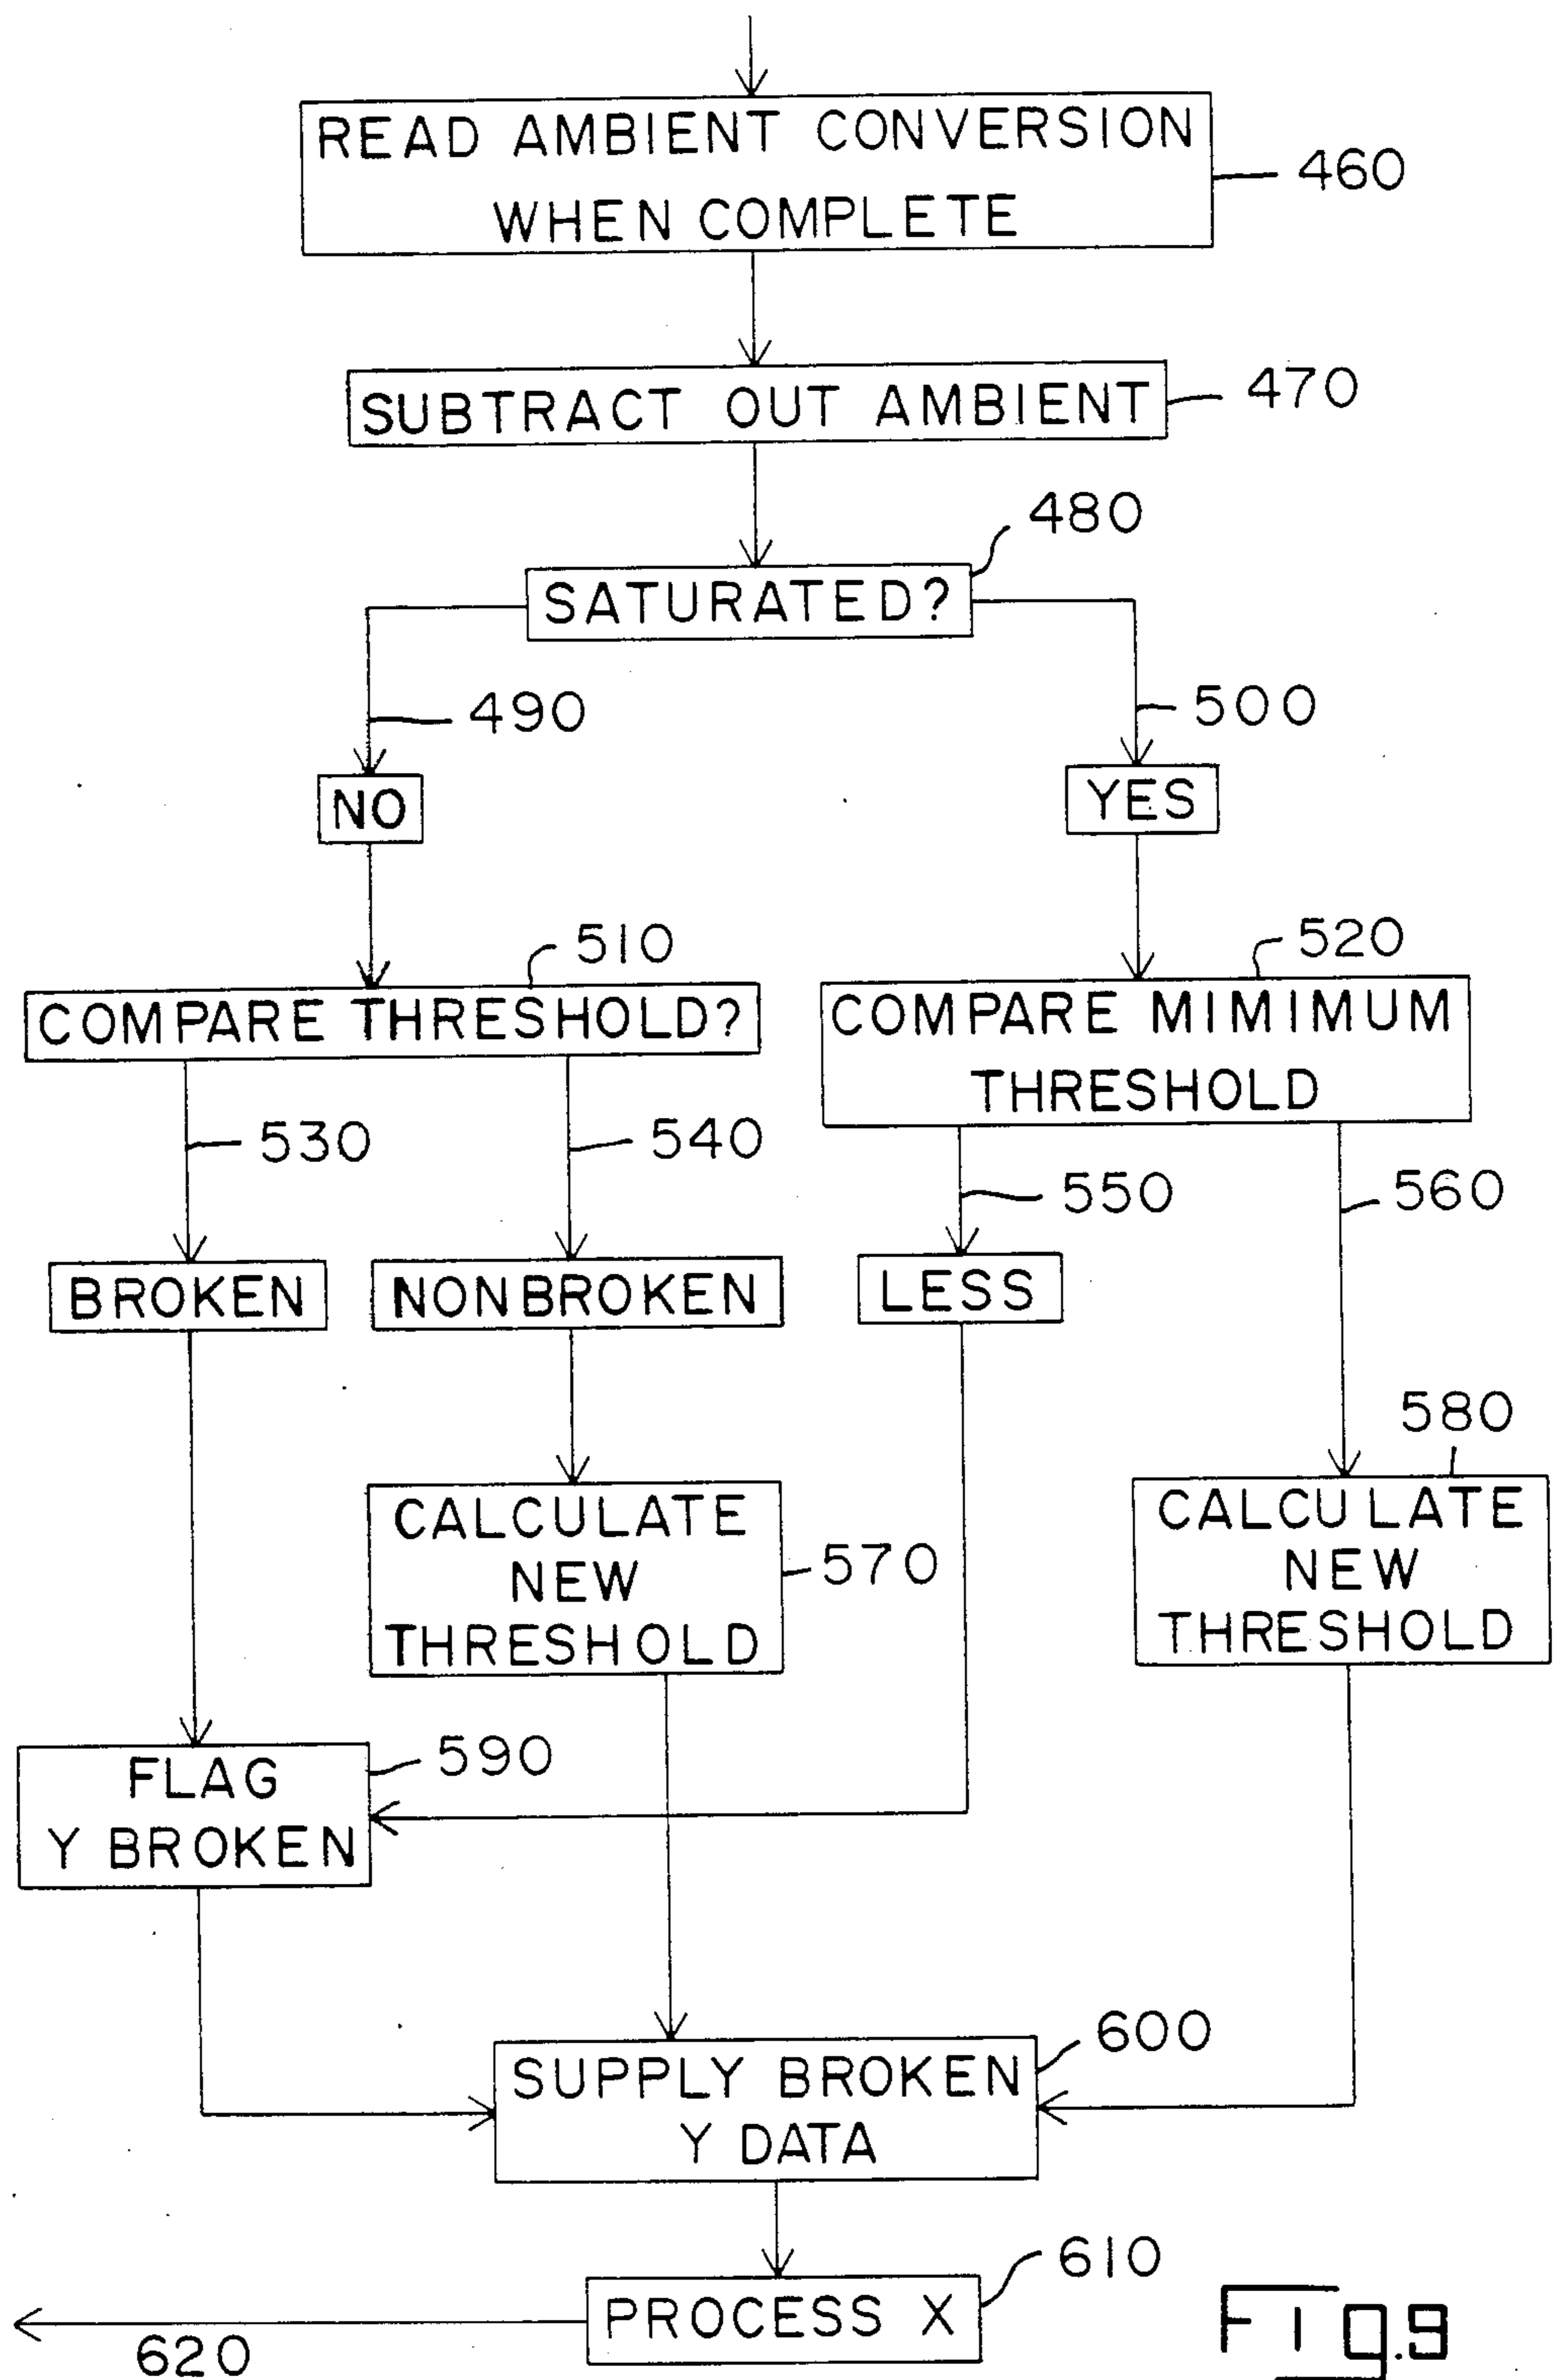 READ AMBIENT CONVERSION
WHEN COMPLETE
460
SUBTRACT OUT AMBIENT
470
480
SATURATED?
490
500
NO
YES
510
520
COMPARE THRESHOLD?
COMPARE MIMIMUM
THRESHOLD
530
540
550
560
BROKEN
NONBROKEN
LESS
580
CALCULATE
NEW
THRESHOLD
570
CALCULATE
NEW
THRESHOLD
590
FLAG
Y BROKEN
600
SUPPLY BROKEN
Y DATA
610
PROCESS X
620
Fig.9